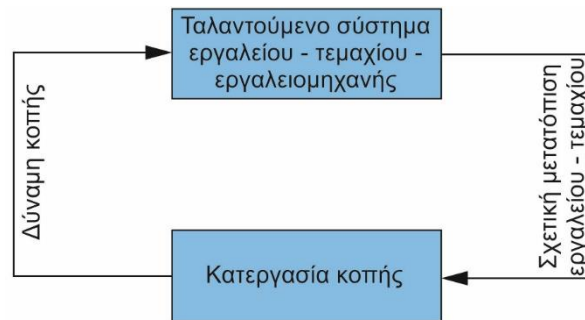 Ταλαντούμενο σύστημα
εργαλείου - τεμαχίου -
εργαλειομηχανής
Δύναμη κοπής
Σχετική μετατόπιση
εργαλείου - τεμαχίου
Κατεργασία κοπής